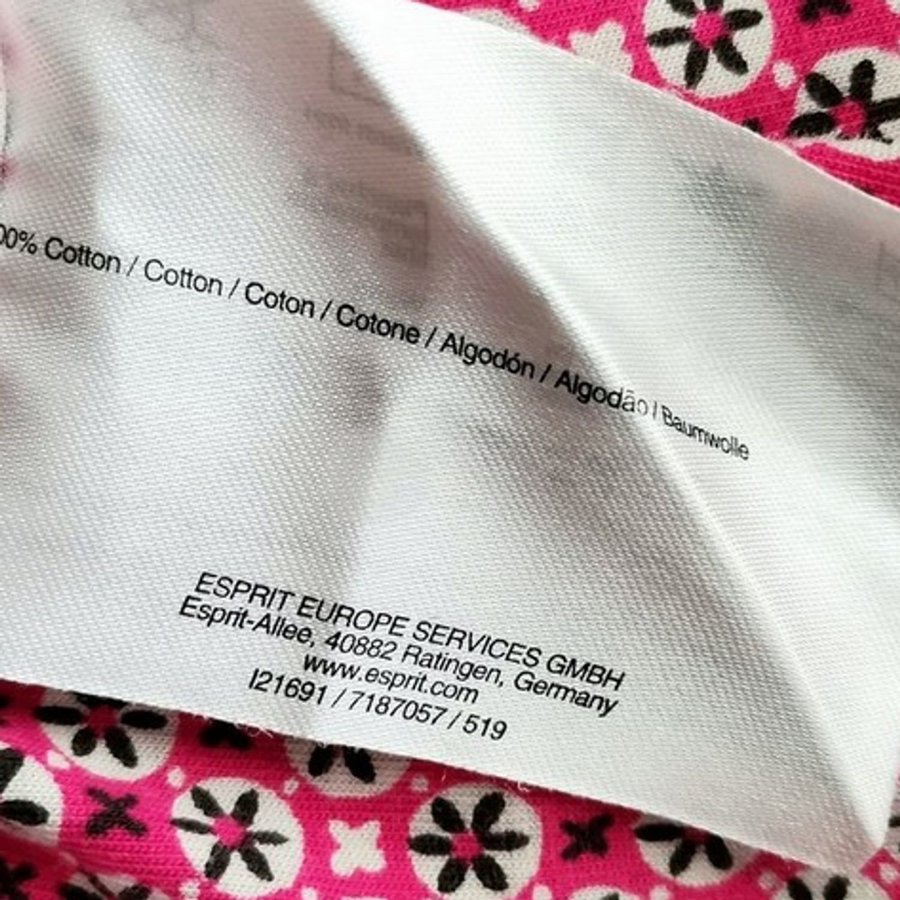 00% Cotton / Cotton / Coton / Cotone / Algodón / Algodão / Baumwolle
ESPRIT EUROPE SERVICES GMBH
Esprit-Allee, 40882 Ratingen, Germany
www.esprit.com
I21691 / 7187057 / 519